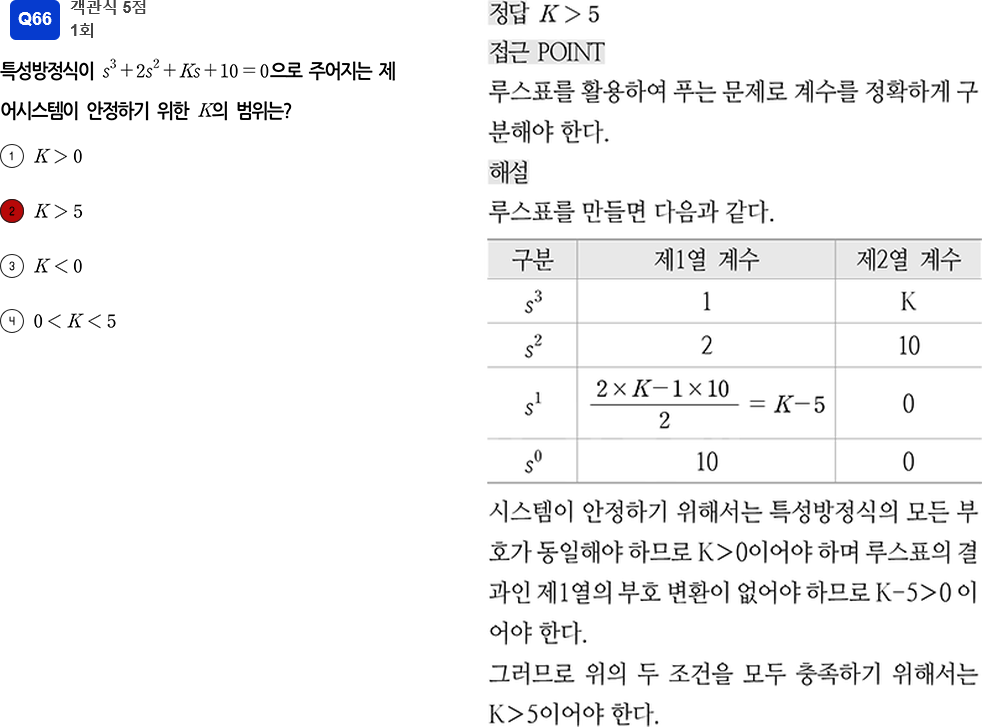 Q66
객관식 5점
1회
특성방정식이 s³+2s²+Ks+10=0으로 주어지는 제
어시스템이 안정하기 위한 K의 범위는?
1 K>0
2 K>5
3 K<0
4 0<K<5
정답 K>5
접근 POINT
루스표를 활용하여 푸는 문제로 계수를 정확하게 구
분해야 한다.
해설
루스표를 만들면 다음과 같다.
구분 제1열 계수 제2열 계수
s³ 1 K
s² 2 10
s¹ (2×K−1×10)/2 = K−5 0
s⁰ 10 0
시스템이 안정하기 위해서는 특성방정식의 모든 부
호가 동일해야 하므로 K>0이어야 하며 루스표의 결
과인 제1열의 부호 변환이 없어야 하므로 K-5>0 이
어야 한다.
그러므로 위의 두 조건을 모두 충족하기 위해서는
K>5이어야 한다.